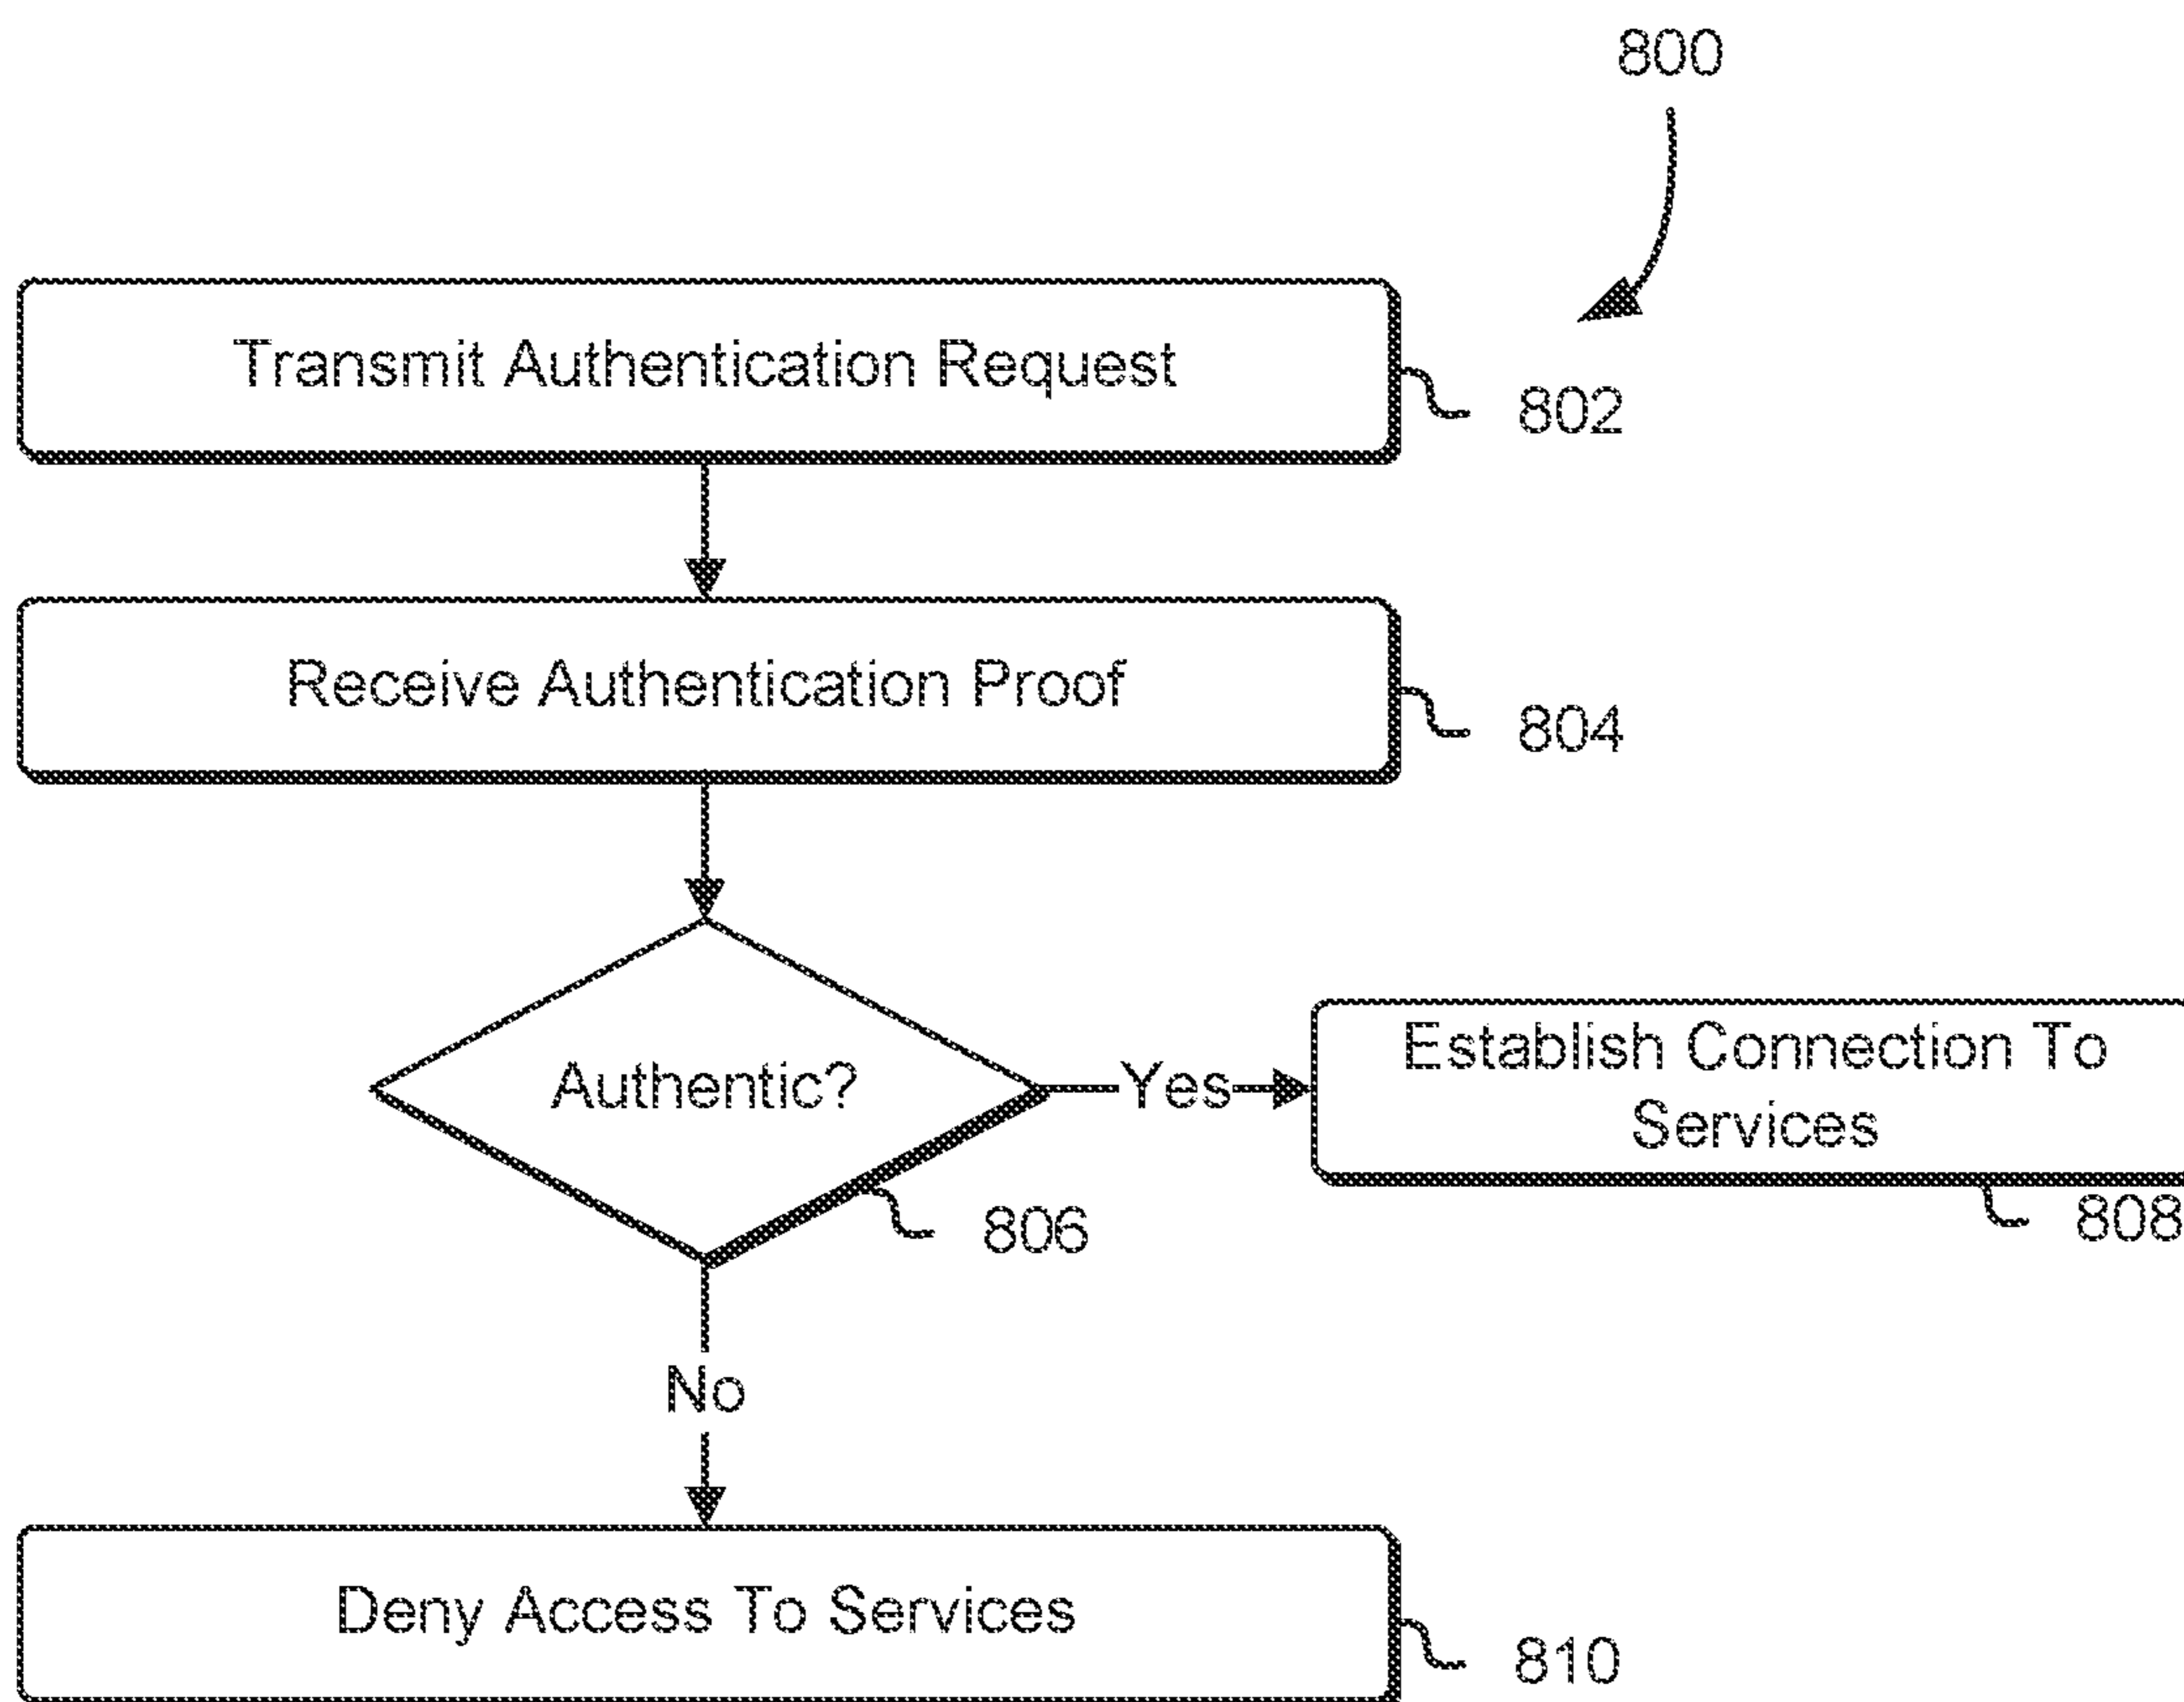 800
Transmit Authentication Request
802
Receive Authentication Proof
804
Authentic?
Yes
Establish Connection To
Services
806
808
No
Deny Access To Services
810